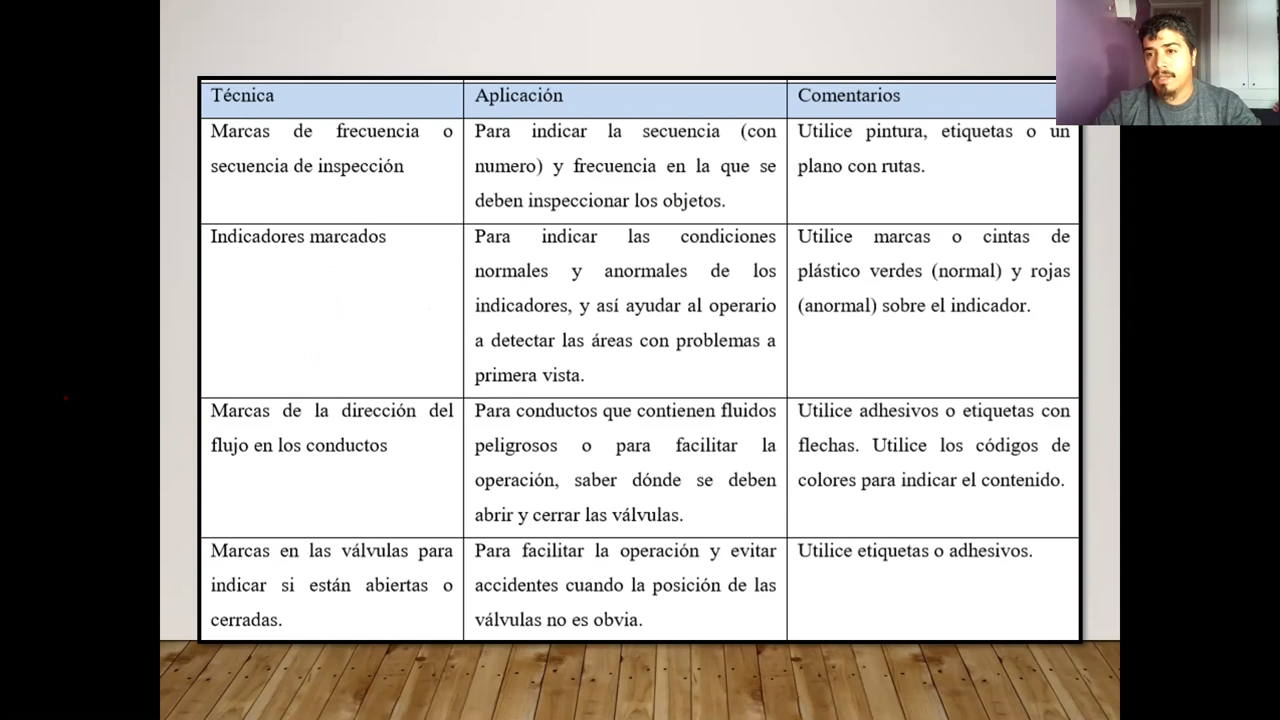 Técnica
Aplicación
Comentarios
Marcas de frecuencia o
secuencia de inspección
Para indicar la secuencia (con
numero) y frecuencia en la que se
deben inspeccionar los objetos.
Utilice pintura, etiquetas o un
plano con rutas.
Indicadores marcados
Para indicar las condiciones
normales y anormales de los
indicadores, y así ayudar al operario
a detectar las áreas con problemas a
primera vista.
Utilice marcas o cintas de
plástico verdes (normal) y rojas
(anormal) sobre el indicador.
Marcas de la dirección del
flujo en los conductos
Para conductos que contienen fluidos
peligrosos o para facilitar la
operación, saber dónde se deben
abrir y cerrar las válvulas.
Utilice adhesivos o etiquetas con
flechas. Utilice los códigos de
colores para indicar el contenido.
Marcas en las válvulas para
indicar si están abiertas o
cerradas.
Para facilitar la operación y evitar
accidentes cuando la posición de las
válvulas no es obvia.
Utilice etiquetas o adhesivos.